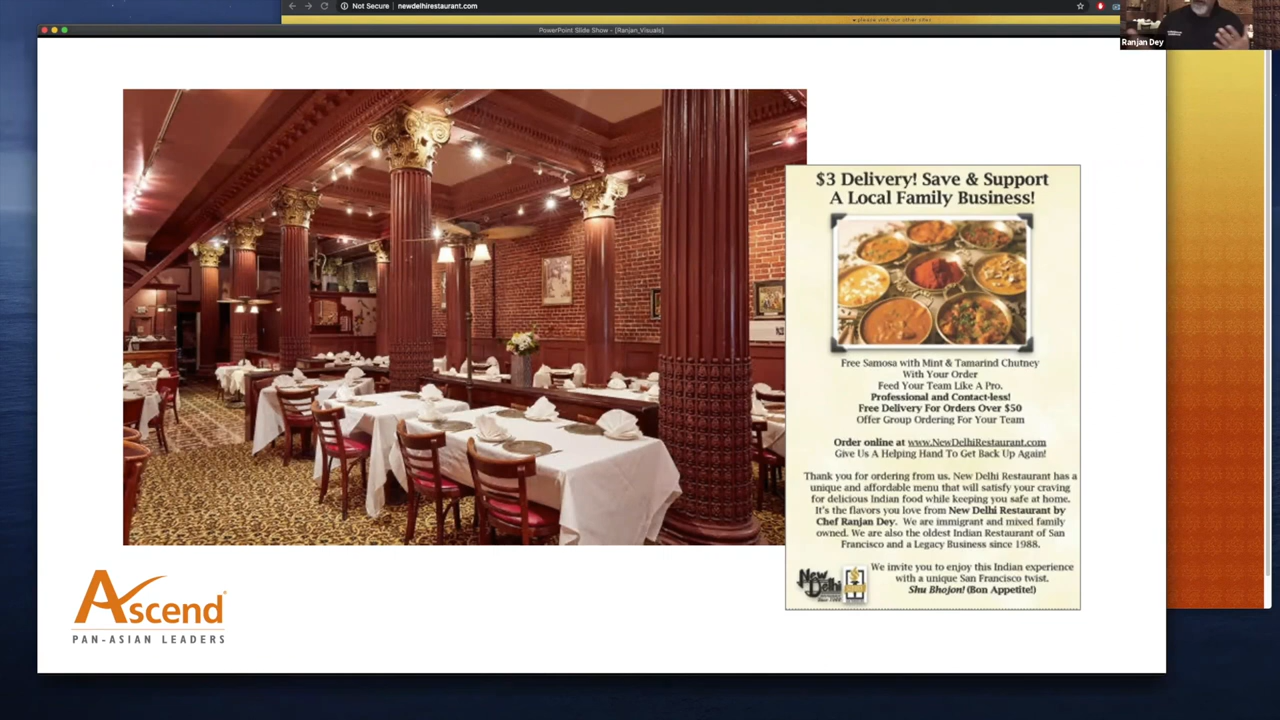 Not Secure | newdelhirestaurant.com
please visit our other sites
PowerPoint Slide Show - [Ranjan_Visuals]
Ranjan Dey
$3 Delivery! Save & Support
A Local Family Business!
Free Samosa with Mint & Tamarind Chutney
With Your Order
Feed Your Team Like A Pro.
Professional and Contact-less!
Free Delivery For Orders Over $50
Offer Group Ordering For Your Team
Order online at www.NewDelhiRestaurant.com
Give Us A Helping Hand To Get Back Up Again!
Thank you for ordering from us. New Delhi Restaurant has a
unique and affordable menu that will satisfy your craving
for delicious Indian food while keeping you safe at home.
It's the flavors you love from New Delhi Restaurant by
Chef Ranjan Dey. We are immigrant and mixed family
owned. We are also the oldest Indian Restaurant of San
Francisco and a Legacy Business since 1988.
We invite you to enjoy this Indian experience
with a unique San Francisco twist.
Shu Bhojon! (Bon Appetite!)
New
Delhi
Since 1988
Ascend
PAN-ASIAN LEADERS